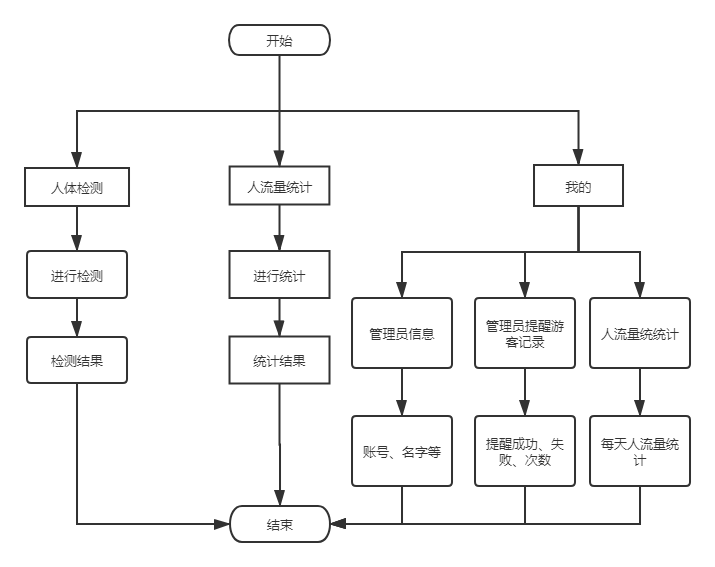 开始
人体检测
人流量统计
我的
进行检测
进行统计
管理员信息
管理员提醒游
客记录
人流量统统计
检测结果
统计结果
账号、名字等
提醒成功、失
败、次数
每天人流量统
计
结束